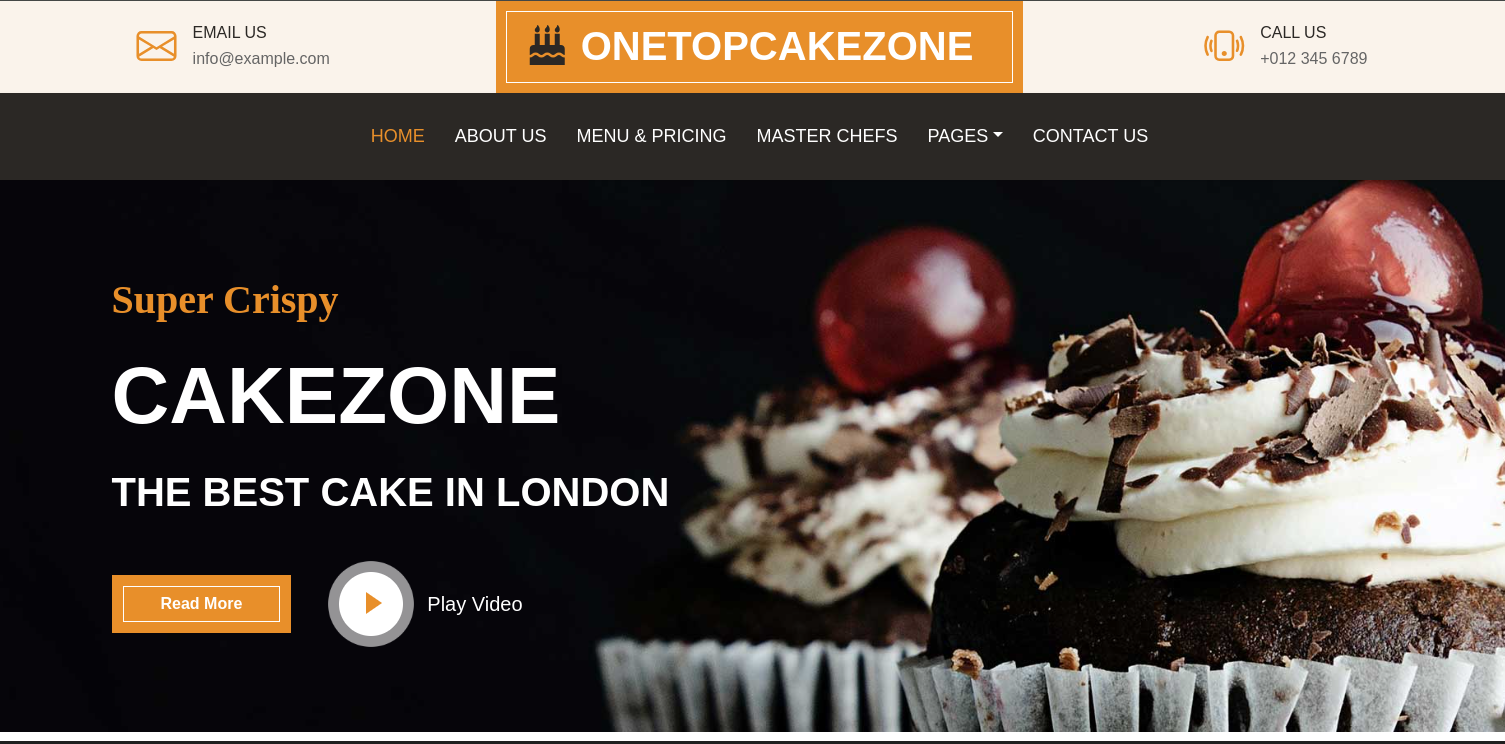 EMAIL US
info@example.com
ONETOPCAKEZONE
CALL US
+012 345 6789
HOME ABOUT US MENU & PRICING MASTER CHEFS PAGES CONTACT US
Super Crispy
CAKEZONE
THE BEST CAKE IN LONDON
Read More
Play Video